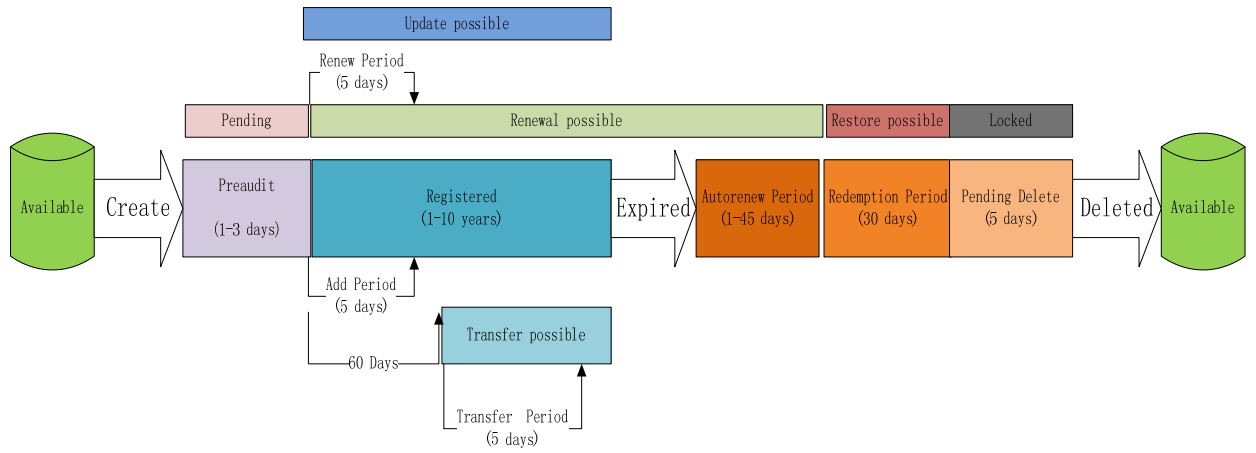 Update possible
Renew Period
(5 days)
Pending
Renewal possible
Restore possible
Locked
Available
Create
Preaudit
(1-3 days)
Registered
(1-10 years)
Expired
Autorenew Period
(1-45 days)
Redemption Period
(30 days)
Pending Delete
(5 days)
Deleted
Available
Add Period
(5 days)
Transfer possible
60 Days
Transfer Period
(5 days)